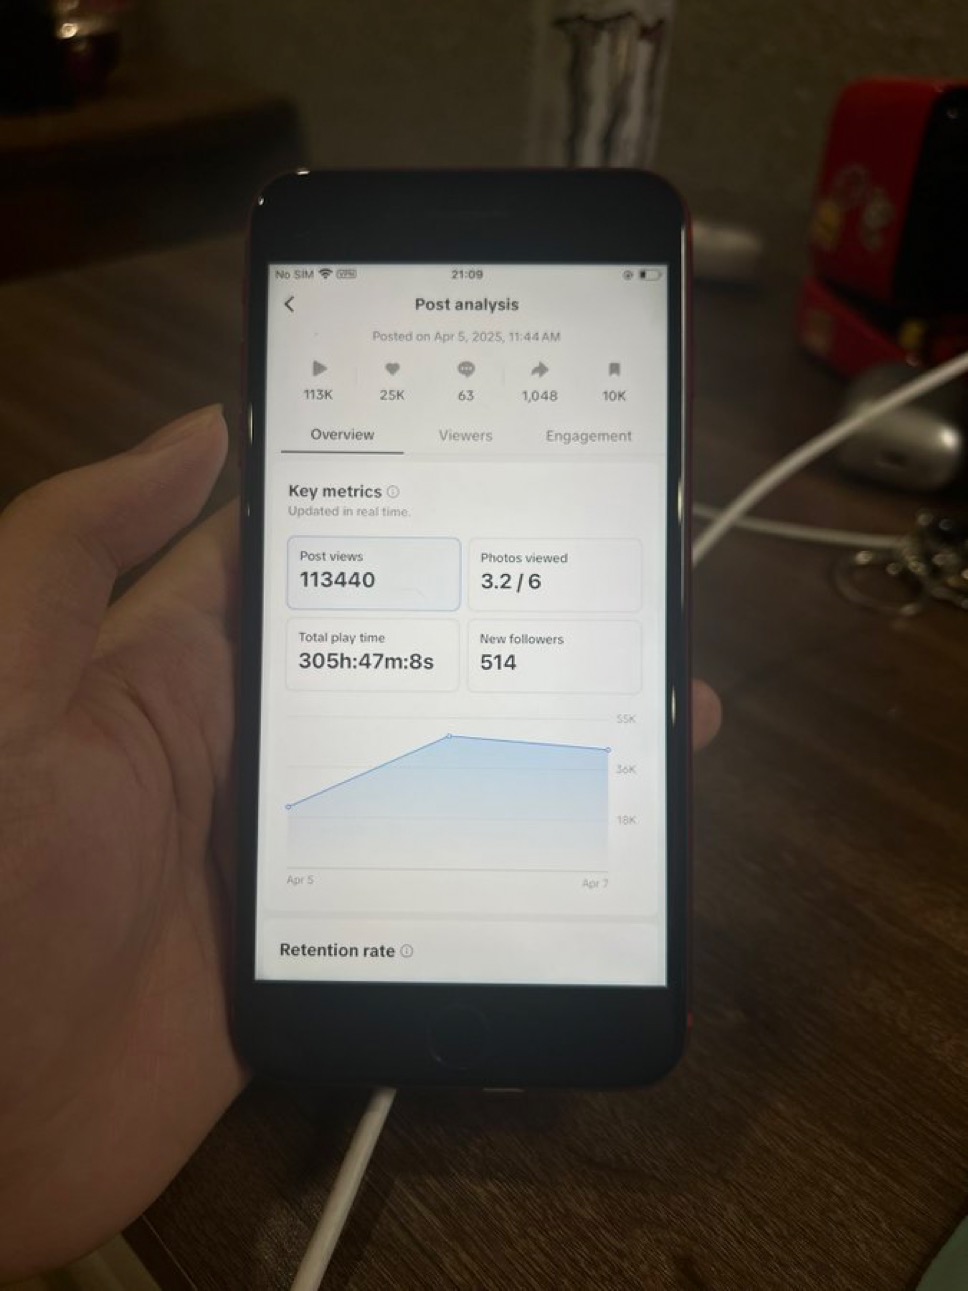 No SIM VPN 21:09
Post analysis
Posted on Apr 5, 2025, 11:44 AM
113K 25K 63 1,048 10K
Overview Viewers Engagement
Key metrics
Updated in real time.
Post views
113440
Photos viewed
3.2 / 6
Total play time
305h:47m:8s
New followers
514
55K
36K
18K
Apr 5 Apr 7
Retention rate